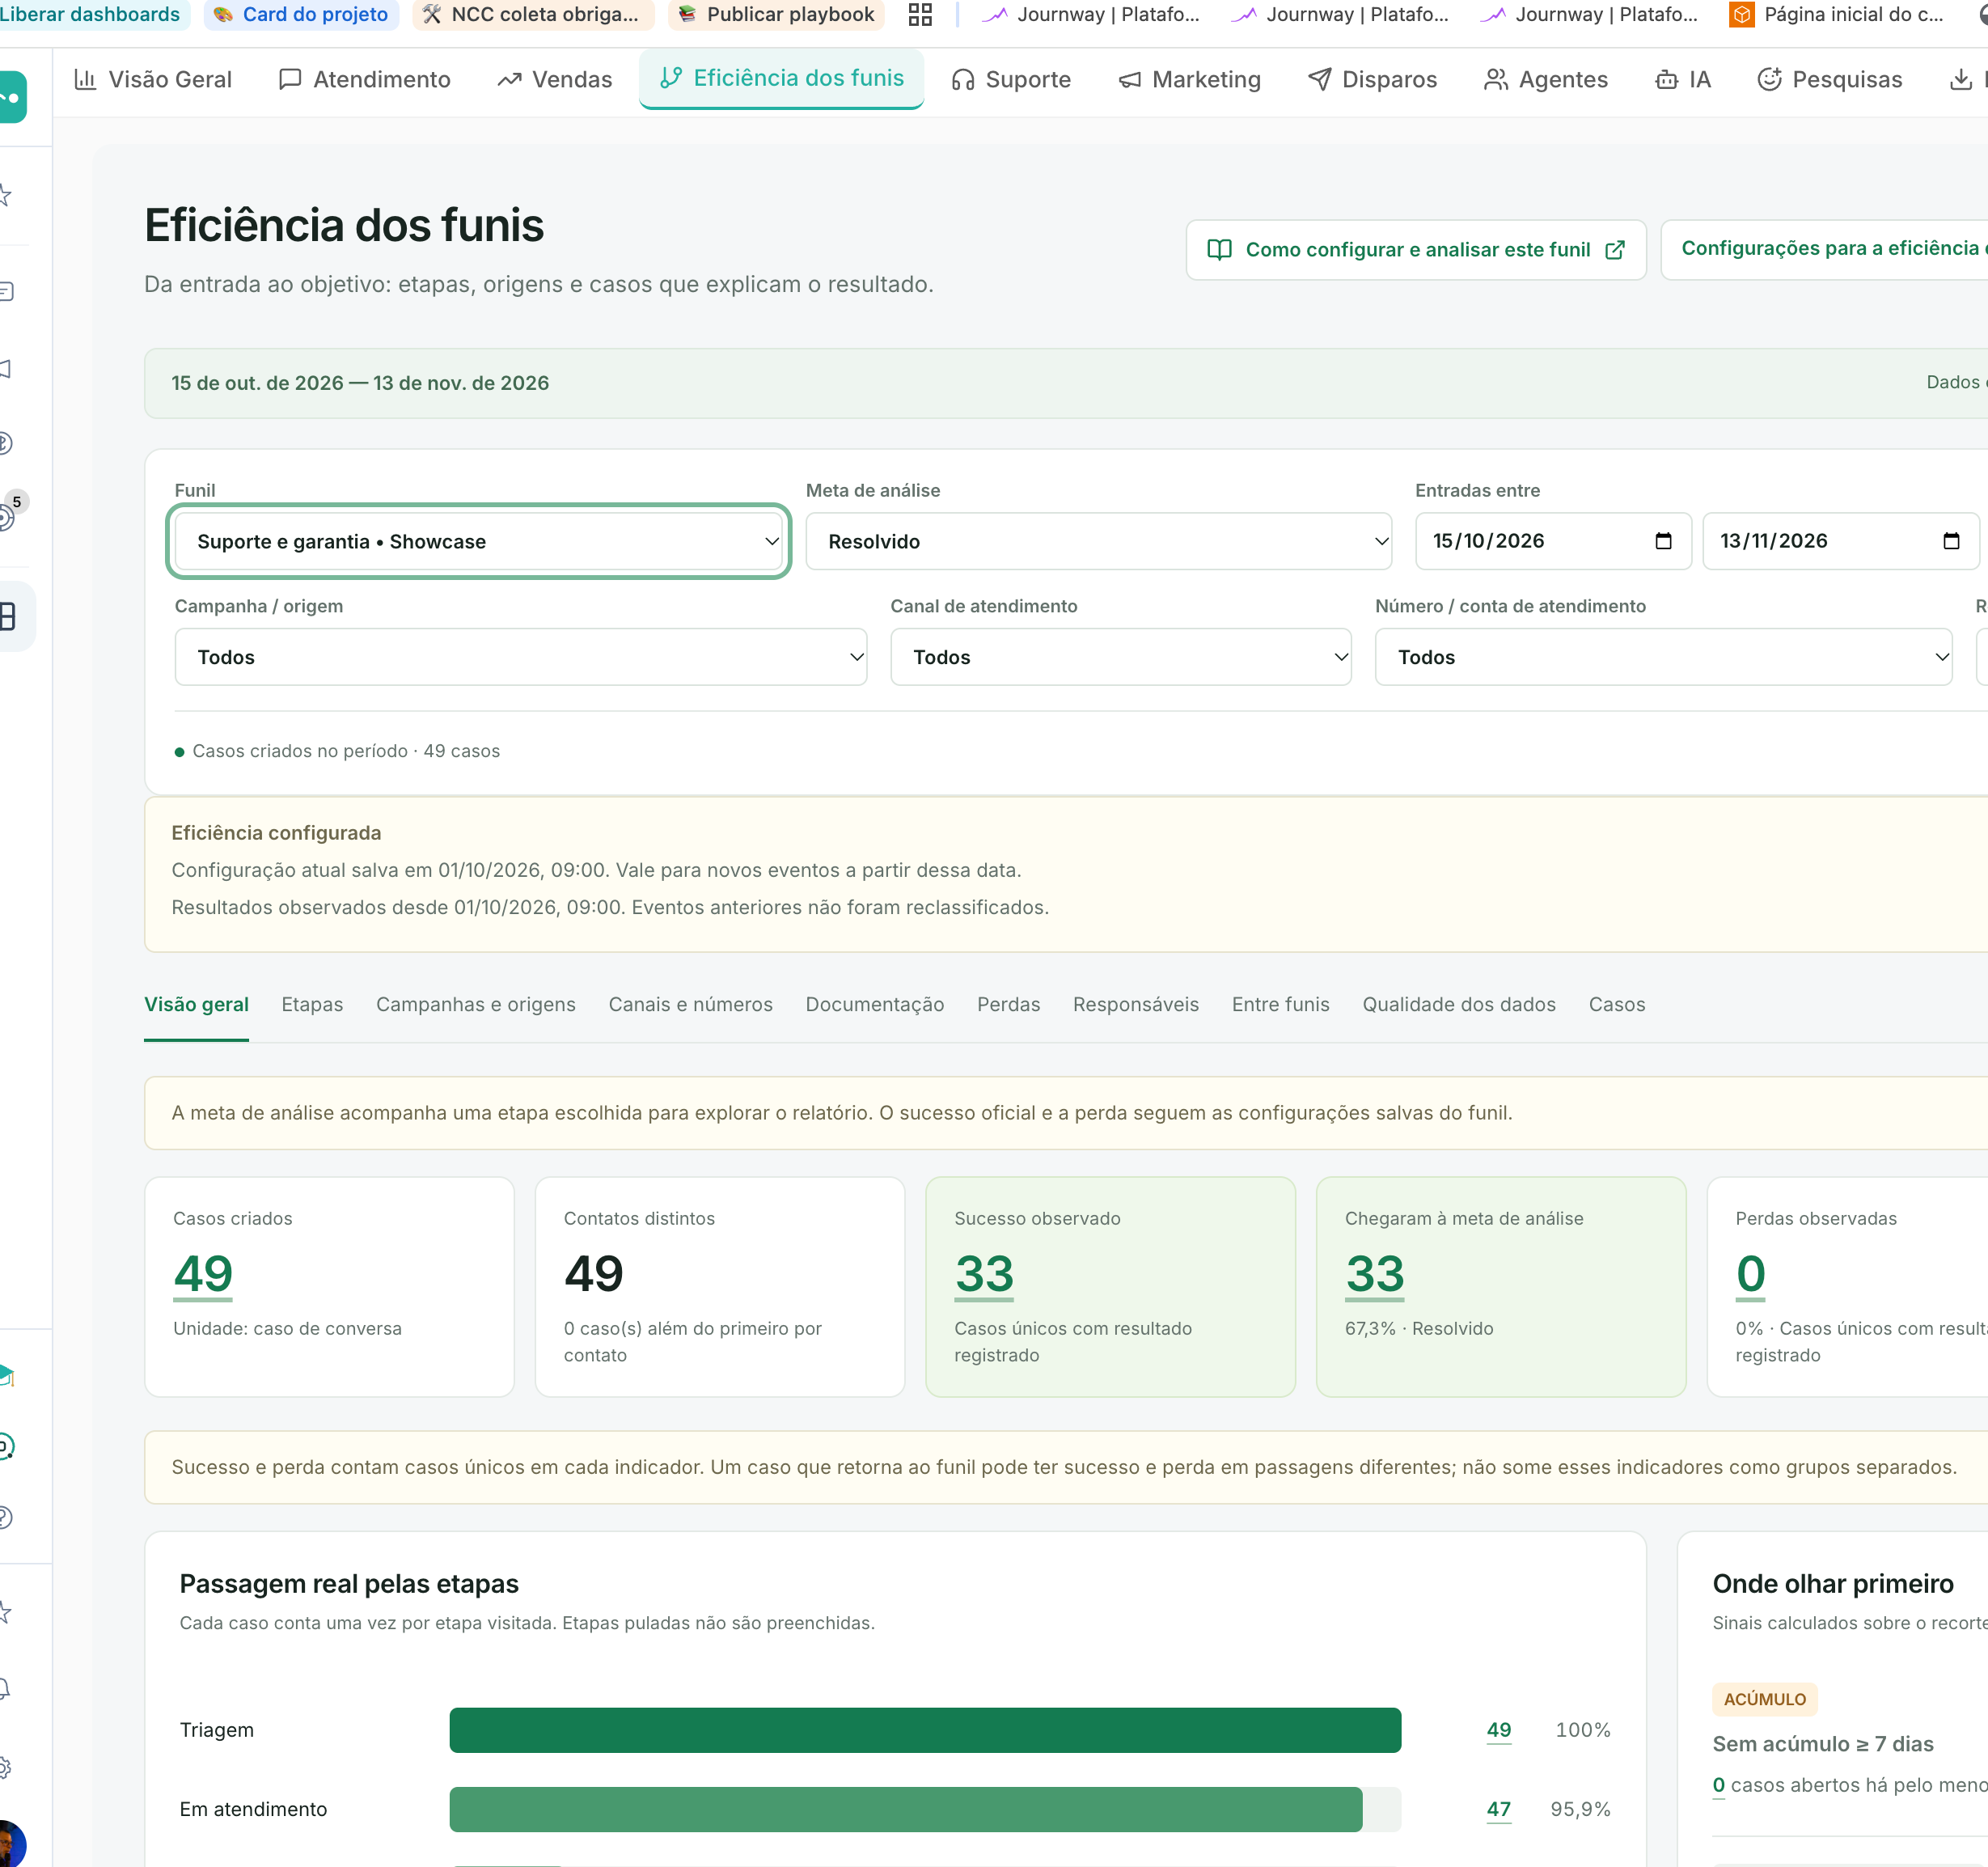 Liberar dashboards
Card do projeto
NCC coleta obriga...
Publicar playbook
Journway | Platafo...
Journway | Platafo...
Journway | Platafo...
Página inicial do c...
Visão Geral
Atendimento
Vendas
Eficiência dos funis
Suporte
Marketing
Disparos
Agentes
IA
Pesquisas
Eficiência dos funis
Da entrada ao objetivo: etapas, origens e casos que explicam o resultado.
Como configurar e analisar este funil
Configurações para a eficiência
15 de out. de 2026 — 13 de nov. de 2026
Dados
5
Funil
Meta de análise
Entradas entre
Suporte e garantia • Showcase
Resolvido
15/10/2026
13/11/2026
Campanha / origem
Canal de atendimento
Número / conta de atendimento
Todos
Todos
Todos
Casos criados no período · 49 casos
Eficiência configurada
Configuração atual salva em 01/10/2026, 09:00. Vale para novos eventos a partir dessa data.
Resultados observados desde 01/10/2026, 09:00. Eventos anteriores não foram reclassificados.
Visão geral
Etapas
Campanhas e origens
Canais e números
Documentação
Perdas
Responsáveis
Entre funis
Qualidade dos dados
Casos
A meta de análise acompanha uma etapa escolhida para explorar o relatório. O sucesso oficial e a perda seguem as configurações salvas do funil.
Casos criados
49
Unidade: caso de conversa
Contatos distintos
49
0 caso(s) além do primeiro por
contato
Sucesso observado
33
Casos únicos com resultado
registrado
Chegaram à meta de análise
33
67,3% · Resolvido
Perdas observadas
0
0% · Casos únicos com result
registrado
Sucesso e perda contam casos únicos em cada indicador. Um caso que retorna ao funil pode ter sucesso e perda em passagens diferentes; não some esses indicadores como grupos separados.
Passagem real pelas etapas
Cada caso conta uma vez por etapa visitada. Etapas puladas não são preenchidas.
Triagem
49
100%
Em atendimento
47
95,9%
Onde olhar primeiro
Sinais calculados sobre o recorte
ACÚMULO
Sem acúmulo ≥ 7 dias
0 casos abertos há pelo meno